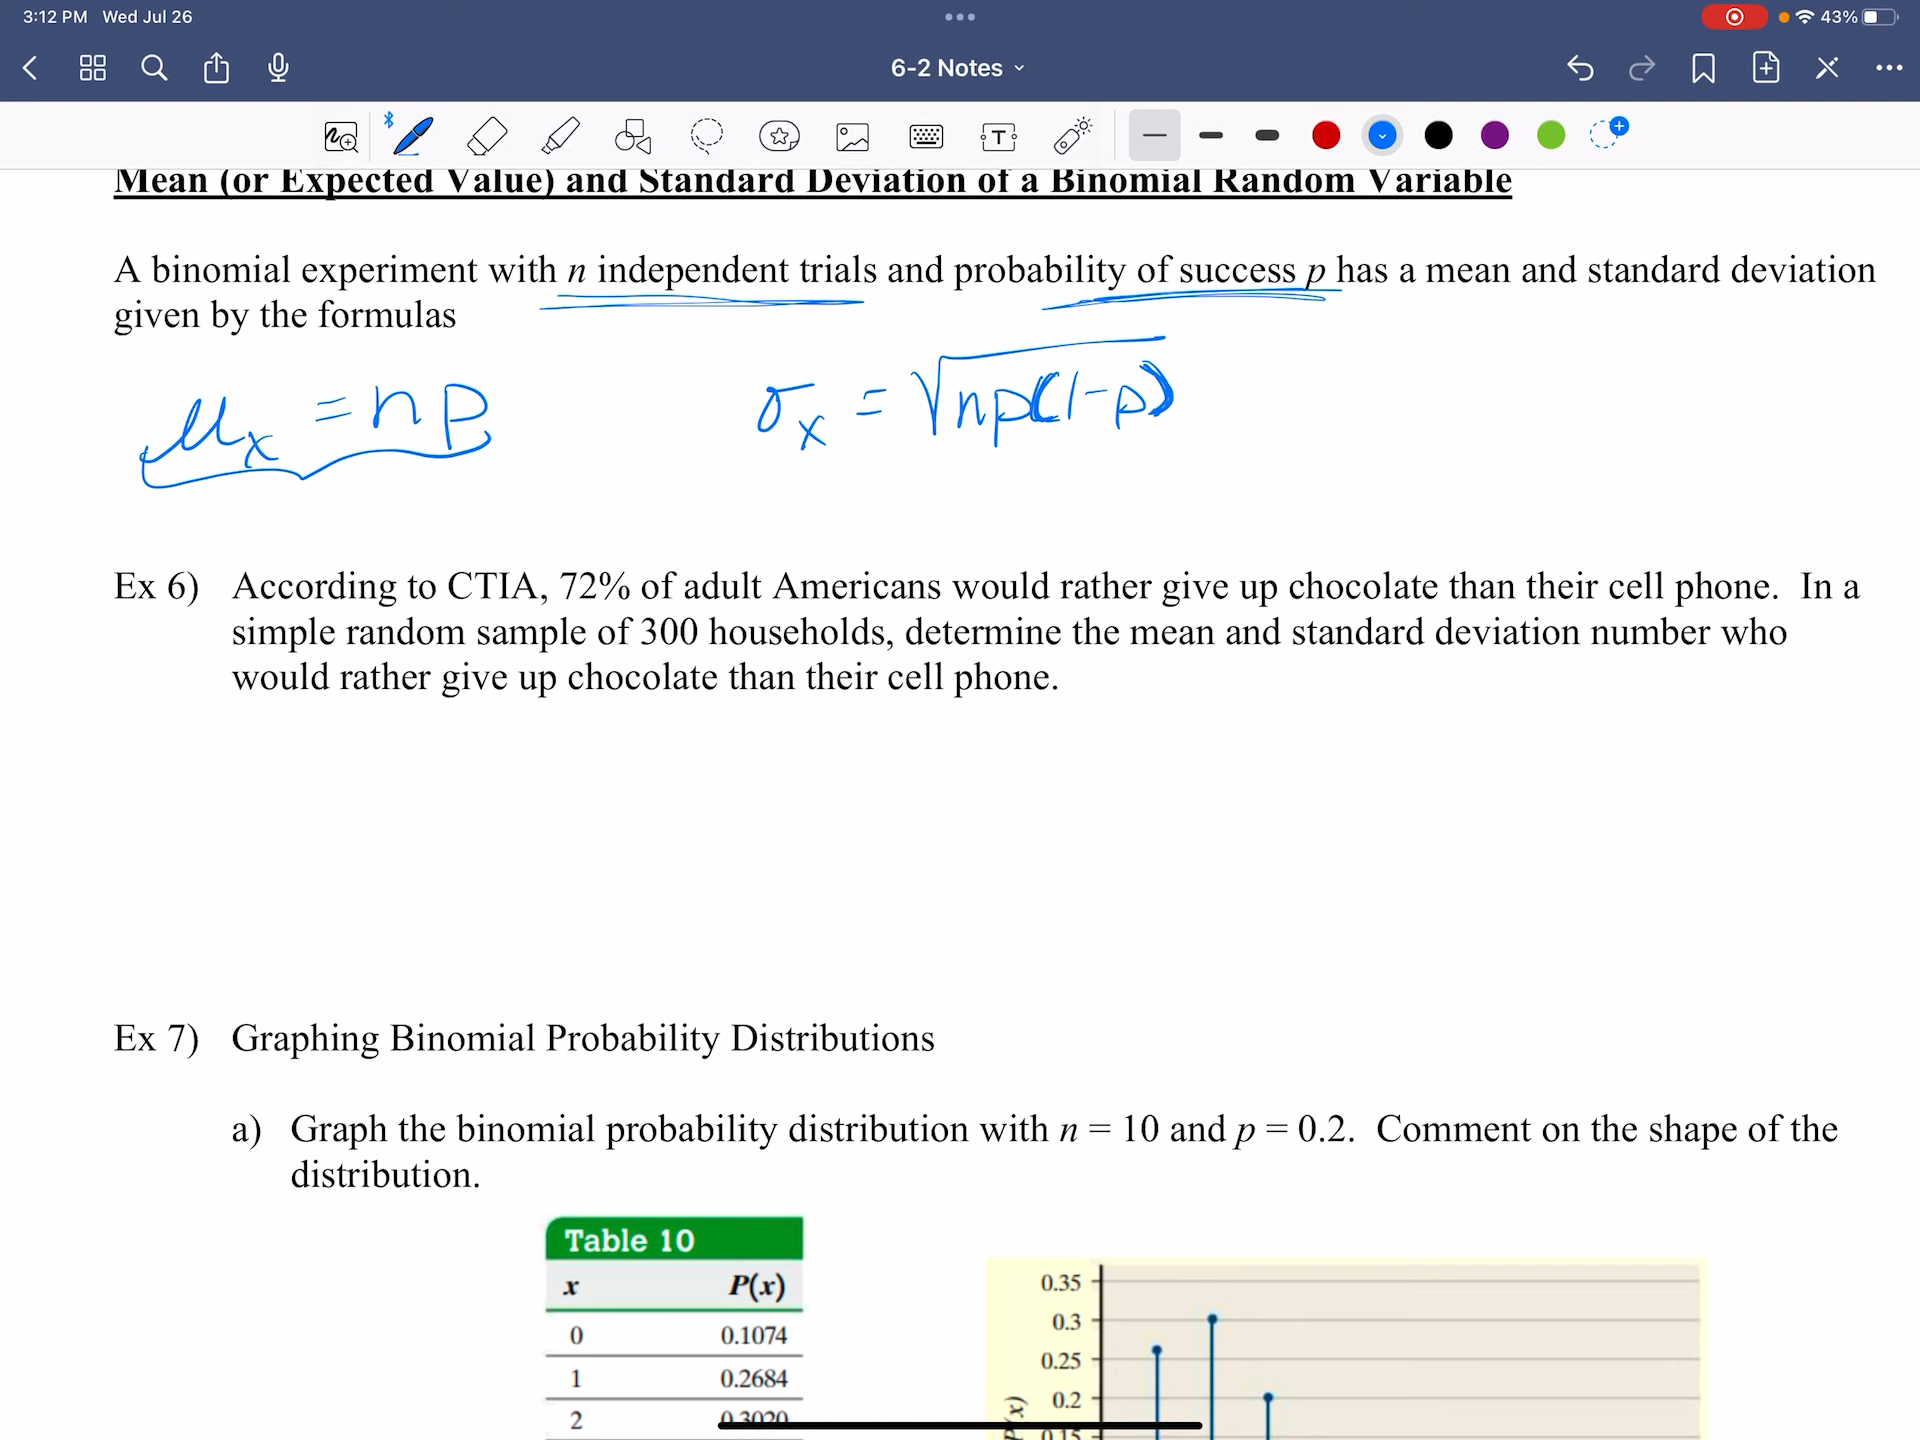 3:12 PM Wed Jul 26
43%
6-2 Notes
Mean (or Expected Value) and Standard Deviation of a Binomial Random Variable
A binomial experiment with n independent trials and probability of success p has a mean and standard deviation
given by the formulas
μx = np
σx = √np(1-p)
Ex 6) According to CTIA, 72% of adult Americans would rather give up chocolate than their cell phone. In a
simple random sample of 300 households, determine the mean and standard deviation number who
would rather give up chocolate than their cell phone.
Ex 7) Graphing Binomial Probability Distributions
a) Graph the binomial probability distribution with n = 10 and p = 0.2. Comment on the shape of the
distribution.
Table 10
x P(x)
0 0.1074
1 0.2684
2 0.3020
0.35
0.3
0.25
0.2
0.15
P(x)